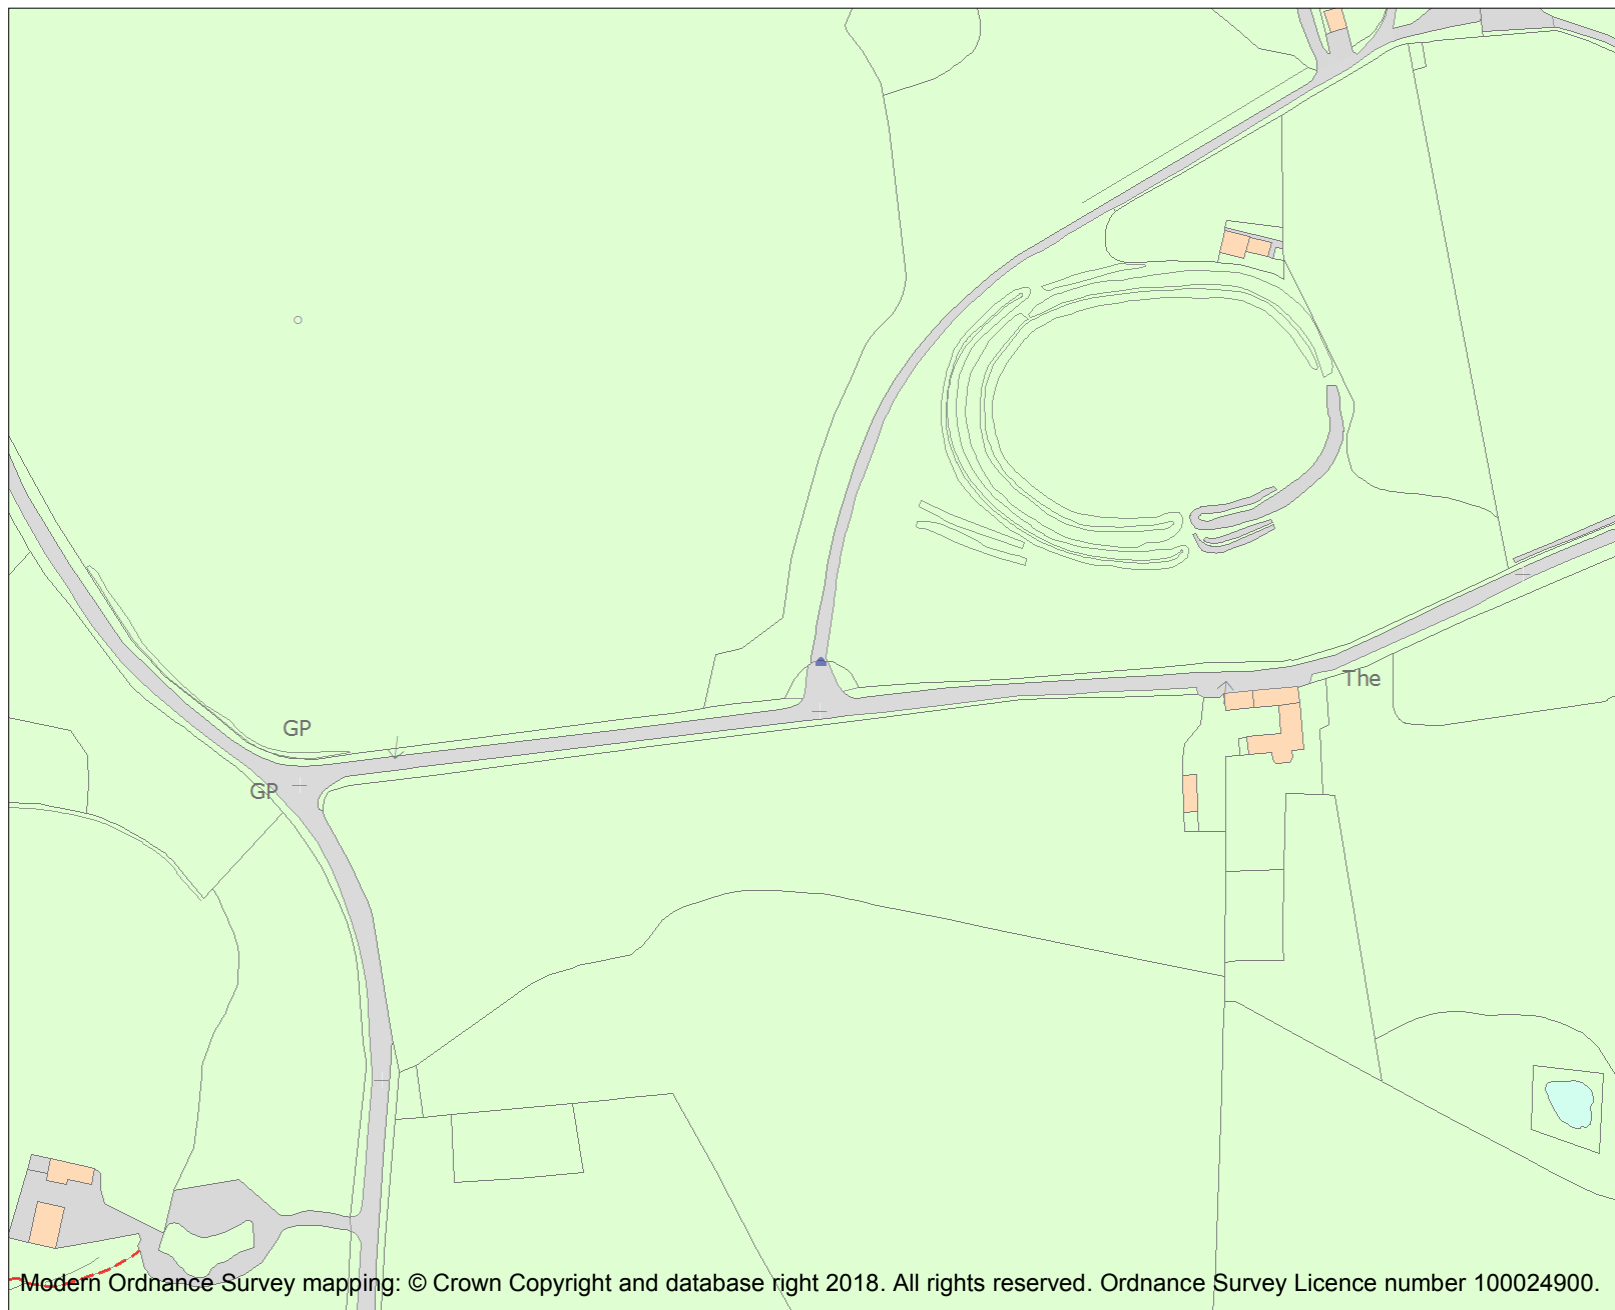 The
GP
GP
Modern Ordnance Survey mapping: © Crown Copyright and database right 2018. All rights reserved. Ordnance Survey Licence number 100024900.